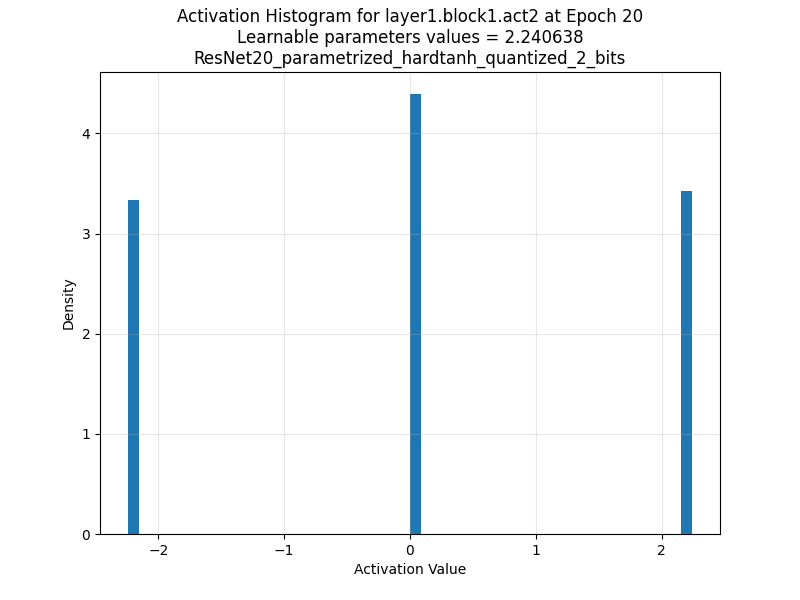 Activation Histogram for layer1.block1.act2 at Epoch 20
Learnable parameters values = 2.240638
ResNet20_parametrized_hardtanh_quantized_2_bits
4
3
2
1
0
Density
−2
−1
0
1
2
Activation Value